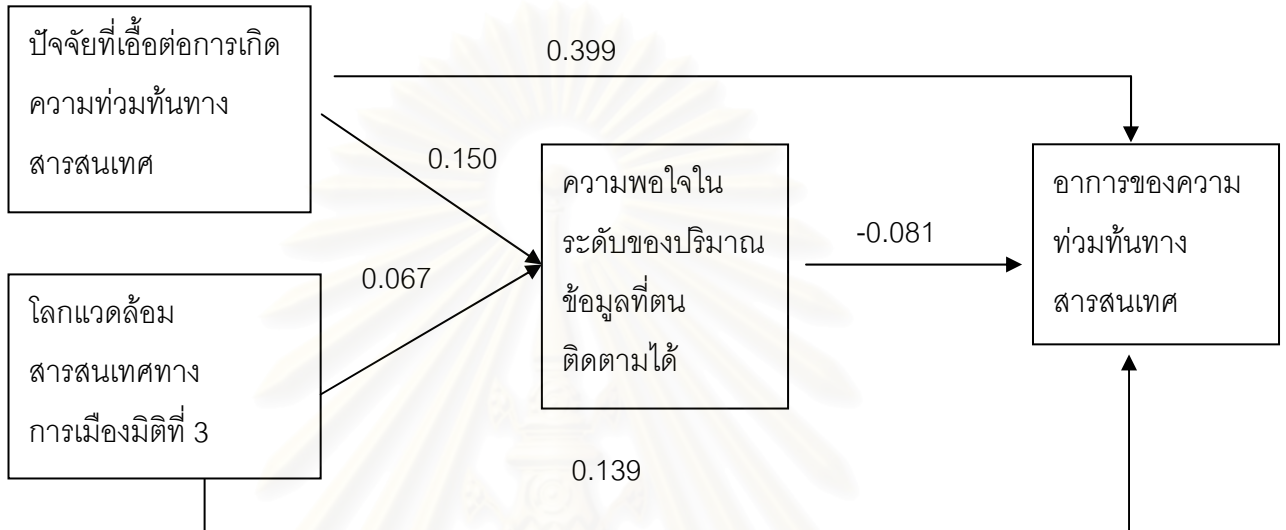 ปัจจัยที่เอื้อต่อการเกิด
ความท่วมท้นทาง
สารสนเทศ
0.399
0.150
ความพอใจใน
ระดับของปริมาณ
ข้อมูลที่ตน
ติดตามได้
-0.081
อาการของความ
ท่วมท้นทาง
สารสนเทศ
โลกแวดล้อม
สารสนเทศทาง
การเมืองมิติที่ 3
0.067
0.139